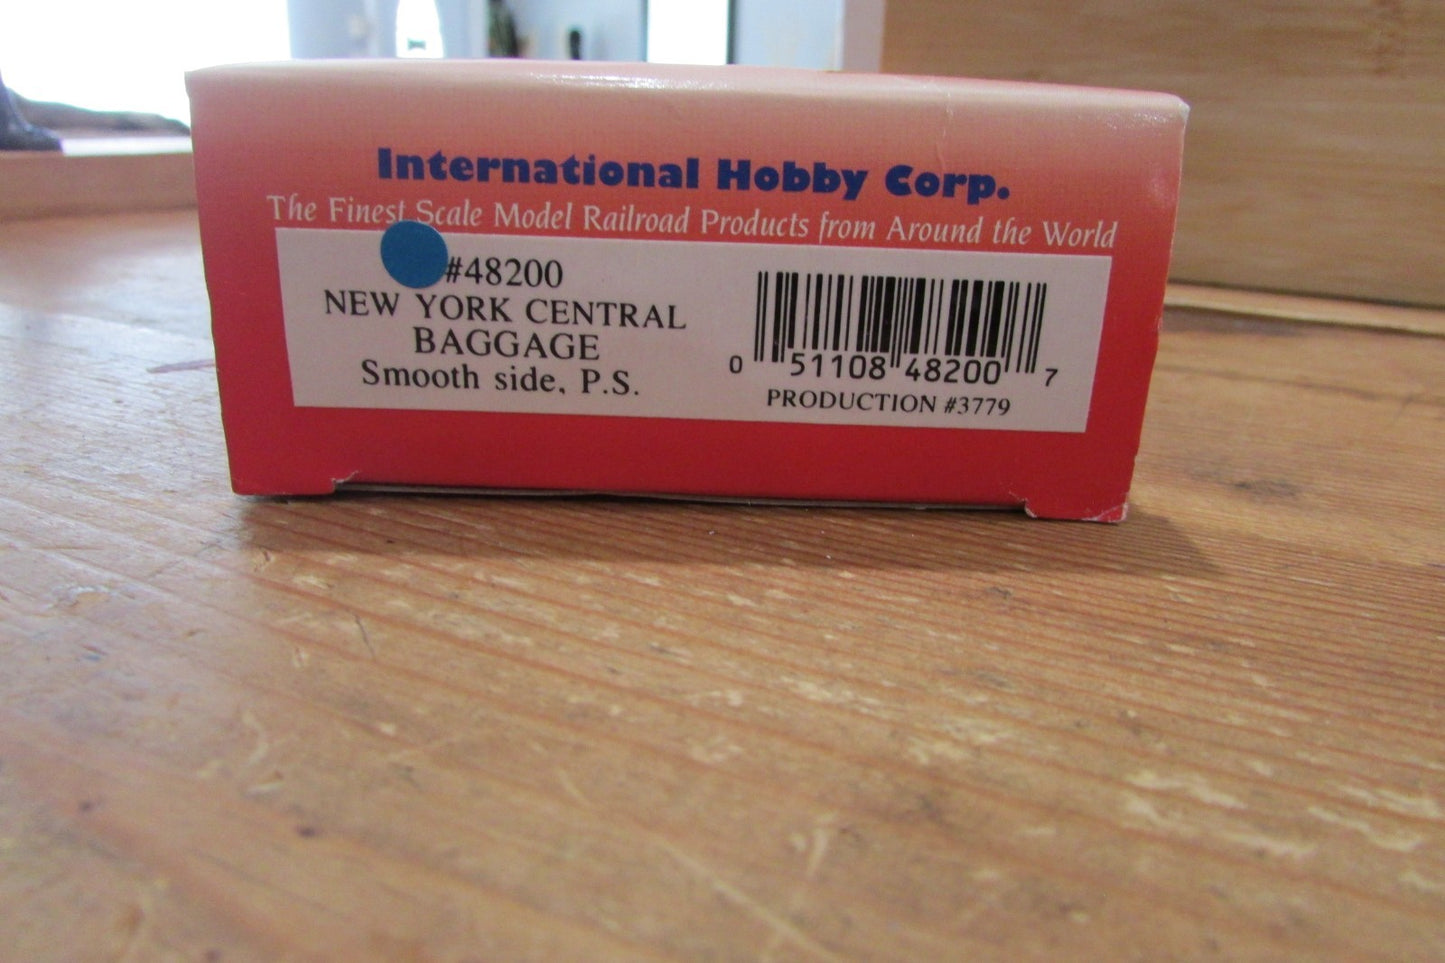 International Hobby Corp.
The Finest Scale Model Railroad Products from Around the World
#48200
NEW YORK CENTRAL
BAGGAGE
Smooth side, P.S.
0 51108 48200 7
PRODUCTION #3779